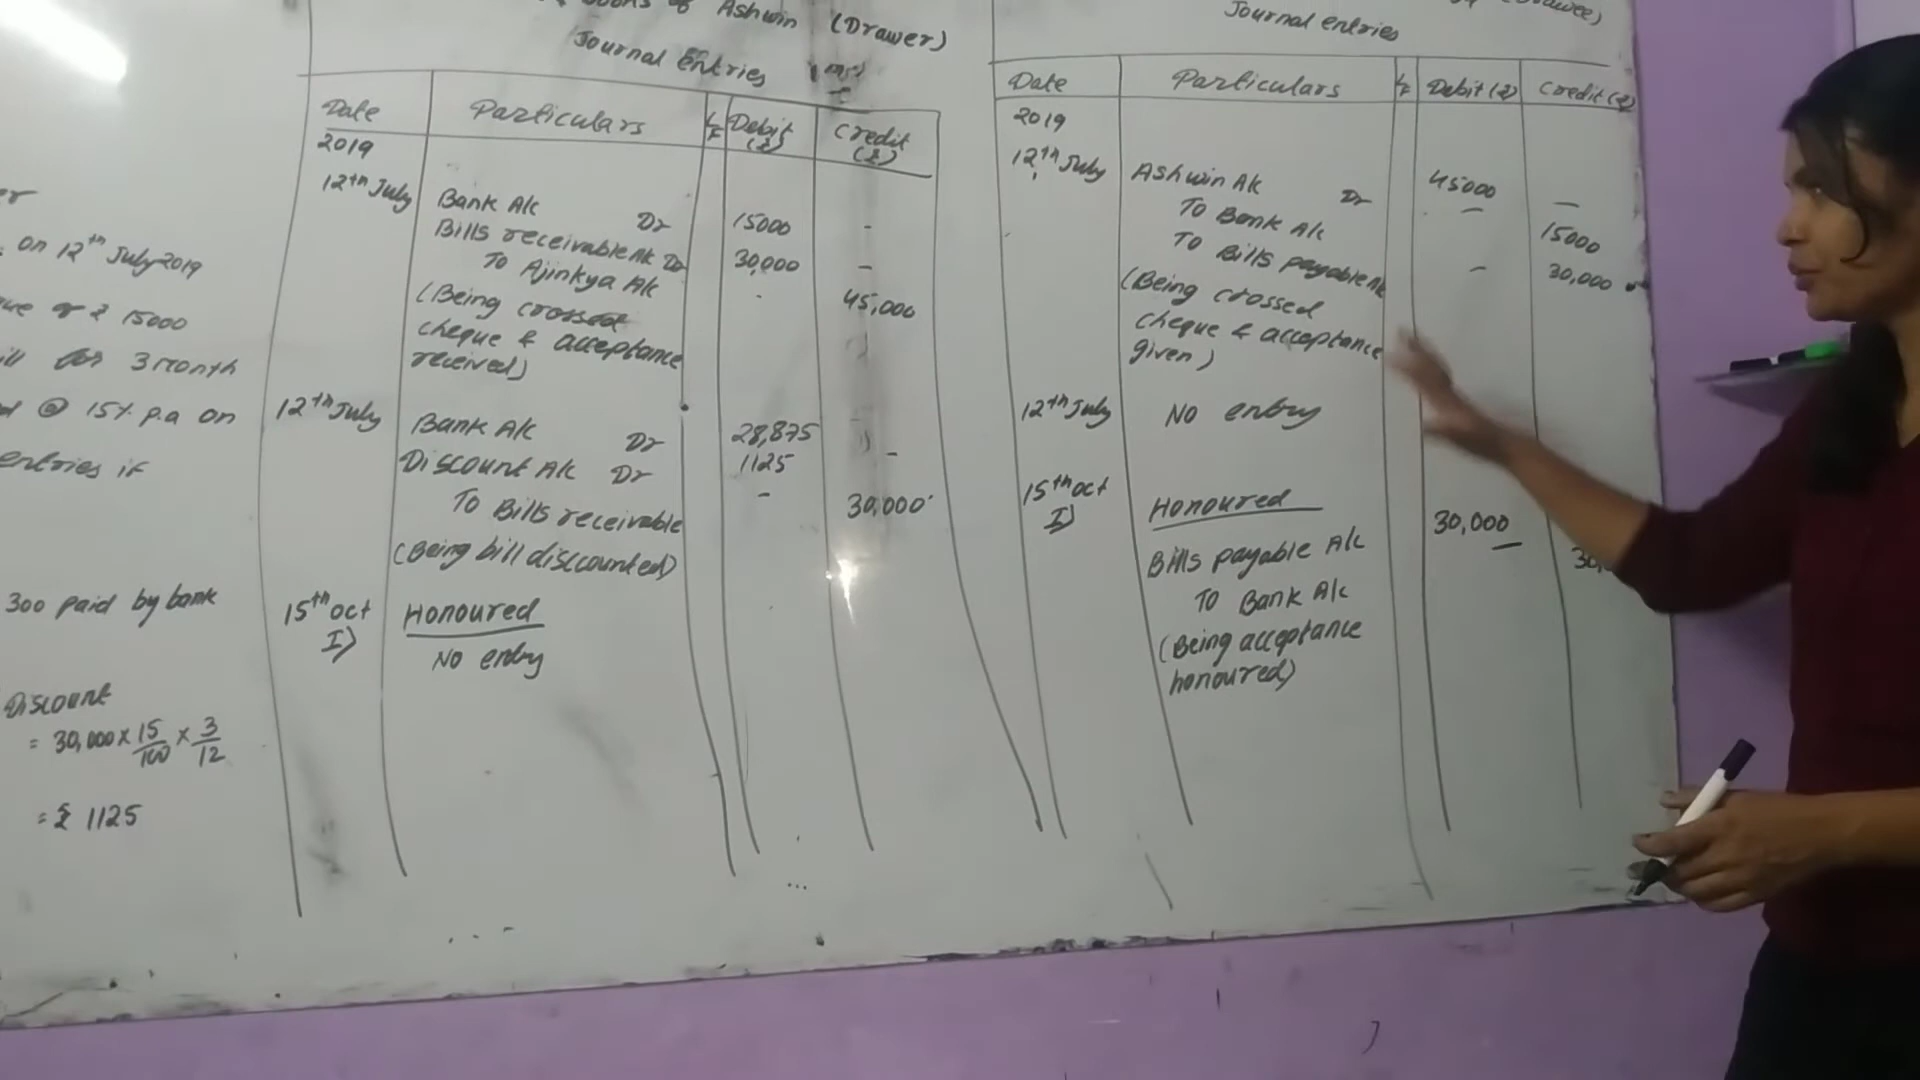 on 12th July 2019
of ₹ 15000
3 month
@ 15% p.a on
entries if
300 paid by bank
Discount
= 30,000 x 15/100 x 3/12
= ₹ 1125
of Ashwin (Drawer)
Journal Entries
Date Particulars LF Debit (₹) Credit (₹)
2019
12th July Bank A/c Dr 15000 -
Bills receivable A/c Dr 30,000 -
To Ajinkya A/c - 45,000
(Being crossed
cheque & acceptance
received)
12th July Bank A/c Dr 28,875
Discount A/c Dr 1125 -
To Bills receivable - 30,000
(Being bill discounted)
15th Oct Honoured
I) No entry
Journal entries
Date Particulars LF Debit (₹) Credit (₹)
2019
12th July Ashwin A/c Dr 45000 -
To Bank A/c - 15000
To Bills payable A/c - 30,000
(Being crossed
cheque & acceptance
given)
12th July No entry
15th Oct Honoured
I) Bills payable A/c 30,000 -
To Bank A/c
(Being acceptance
honoured)